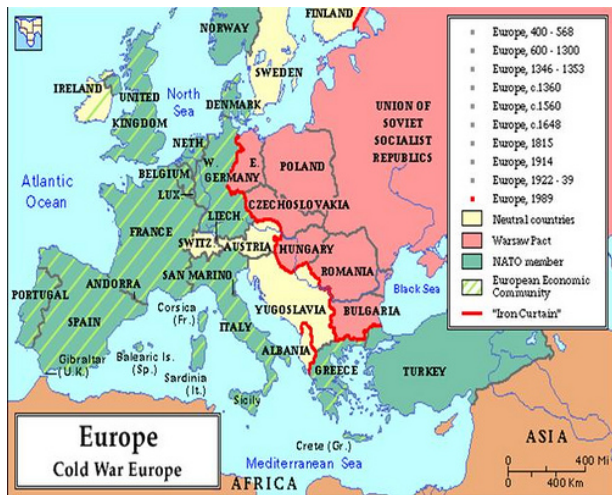 NORWAY
FINLAND
SWEDEN
IRELAND
UNITED
KINGDOM
North
Sea
DENMARK
UNION OF
SOVIET
SOCIALIST
REPUBLICS
NETH.
W.
GERMANY
E.
POLAND
BELGIUM
LUX.
Atlantic
Ocean
CZECHOSLOVAKIA
LIECH.
FRANCE
SWITZ.
AUSTRIA
HUNGARY
ROMANIA
SAN MARINO
ANDORRA
Black Sea
PORTUGAL
SPAIN
Corsica
(Fr.)
ITALY
YUGOSLAVIA
BULGARIA
ALBANIA
GREECE
TURKEY
Gibraltar
(U.K.)
Balearic Is.
(Sp.)
Sardinia
(It.)
Sicily
Crete (Gr.)
Mediterranean Sea
AFRICA
ASIA
Europe, 400 - 568
Europe, 600 - 1300
Europe, 1346 - 1353
Europe, c.1360
Europe, c.1560
Europe, c.1648
Europe, 1815
Europe, 1914
Europe, 1922 - 39
Europe, 1989
Neutral countries
Warsaw Pact
NATO member
European Economic
Community
"Iron Curtain"
Europe
Cold War Europe
0 400 Mi
0 400 Km